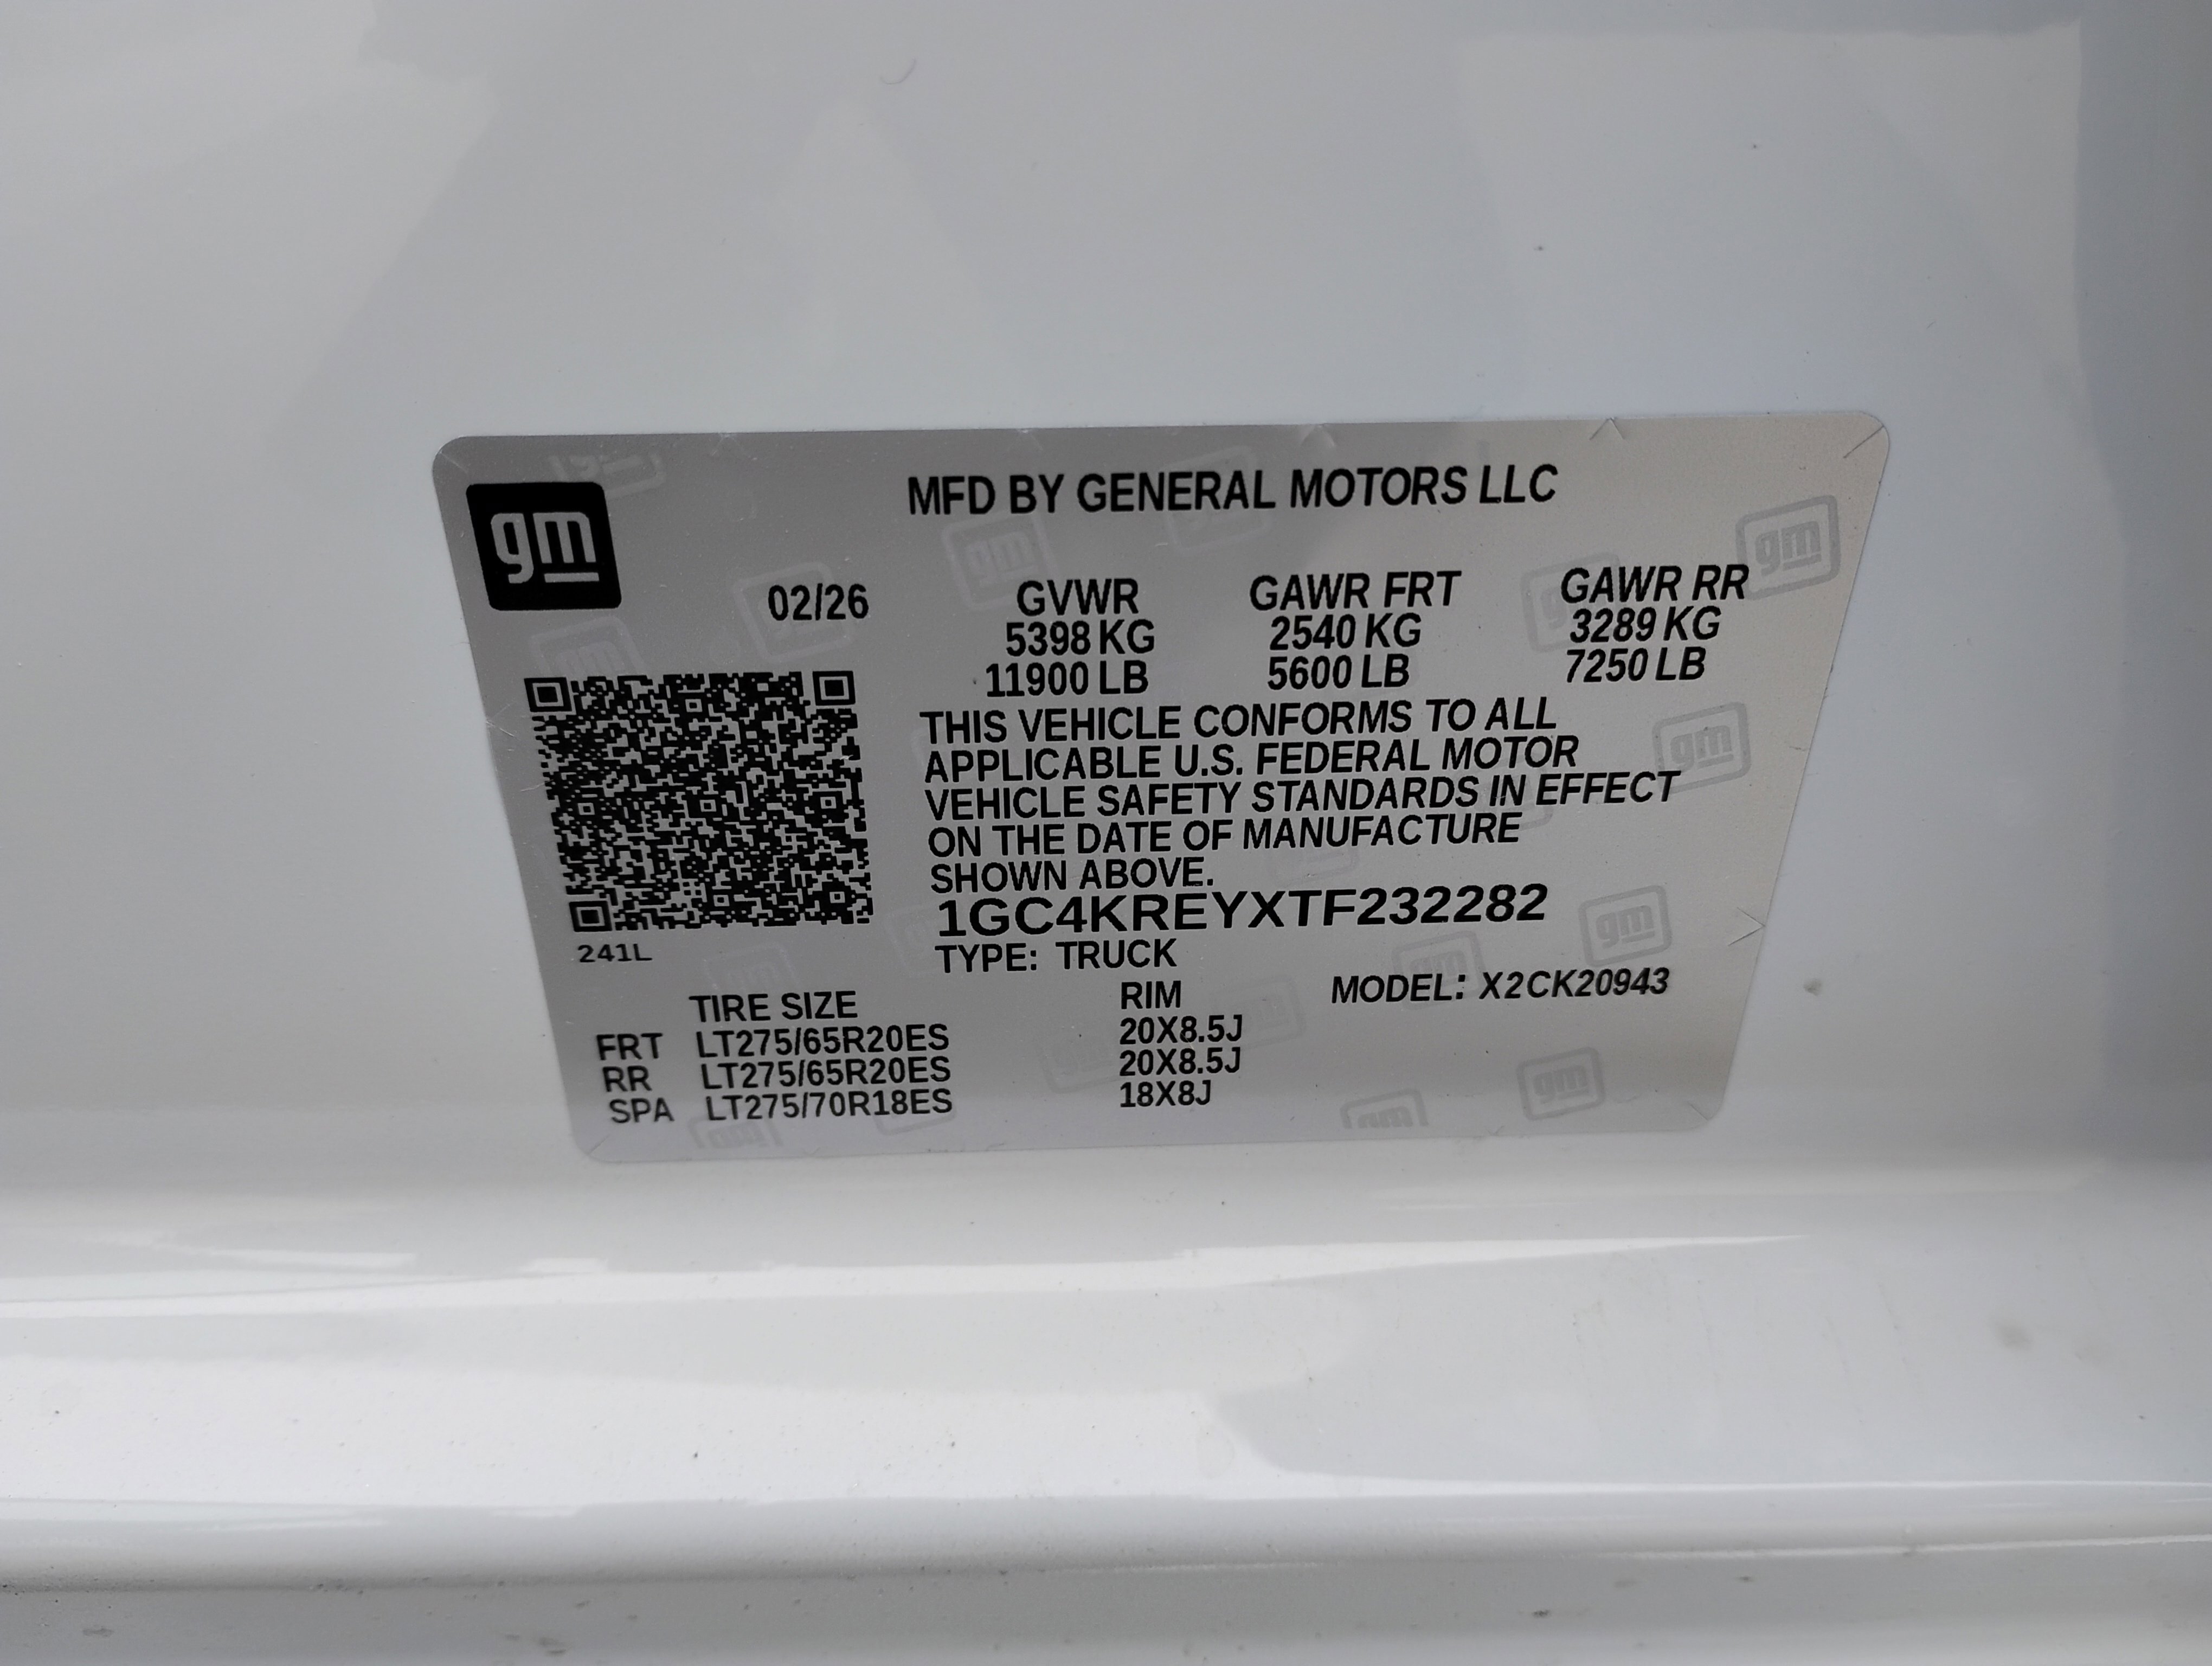 gm
MFD BY GENERAL MOTORS LLC
02/26 GVWR GAWR FRT GAWR RR
5398 KG 2540 KG 3289 KG
11900 LB 5600 LB 7250 LB
THIS VEHICLE CONFORMS TO ALL
APPLICABLE U.S. FEDERAL MOTOR
VEHICLE SAFETY STANDARDS IN EFFECT
ON THE DATE OF MANUFACTURE
SHOWN ABOVE.
1GC4KREYXTF232282
241L
TYPE: TRUCK
TIRE SIZE RIM MODEL: X2CK20943
FRT LT275/65R20ES 20X8.5J
RR LT275/65R20ES 20X8.5J
SPA LT275/70R18ES 18X8J